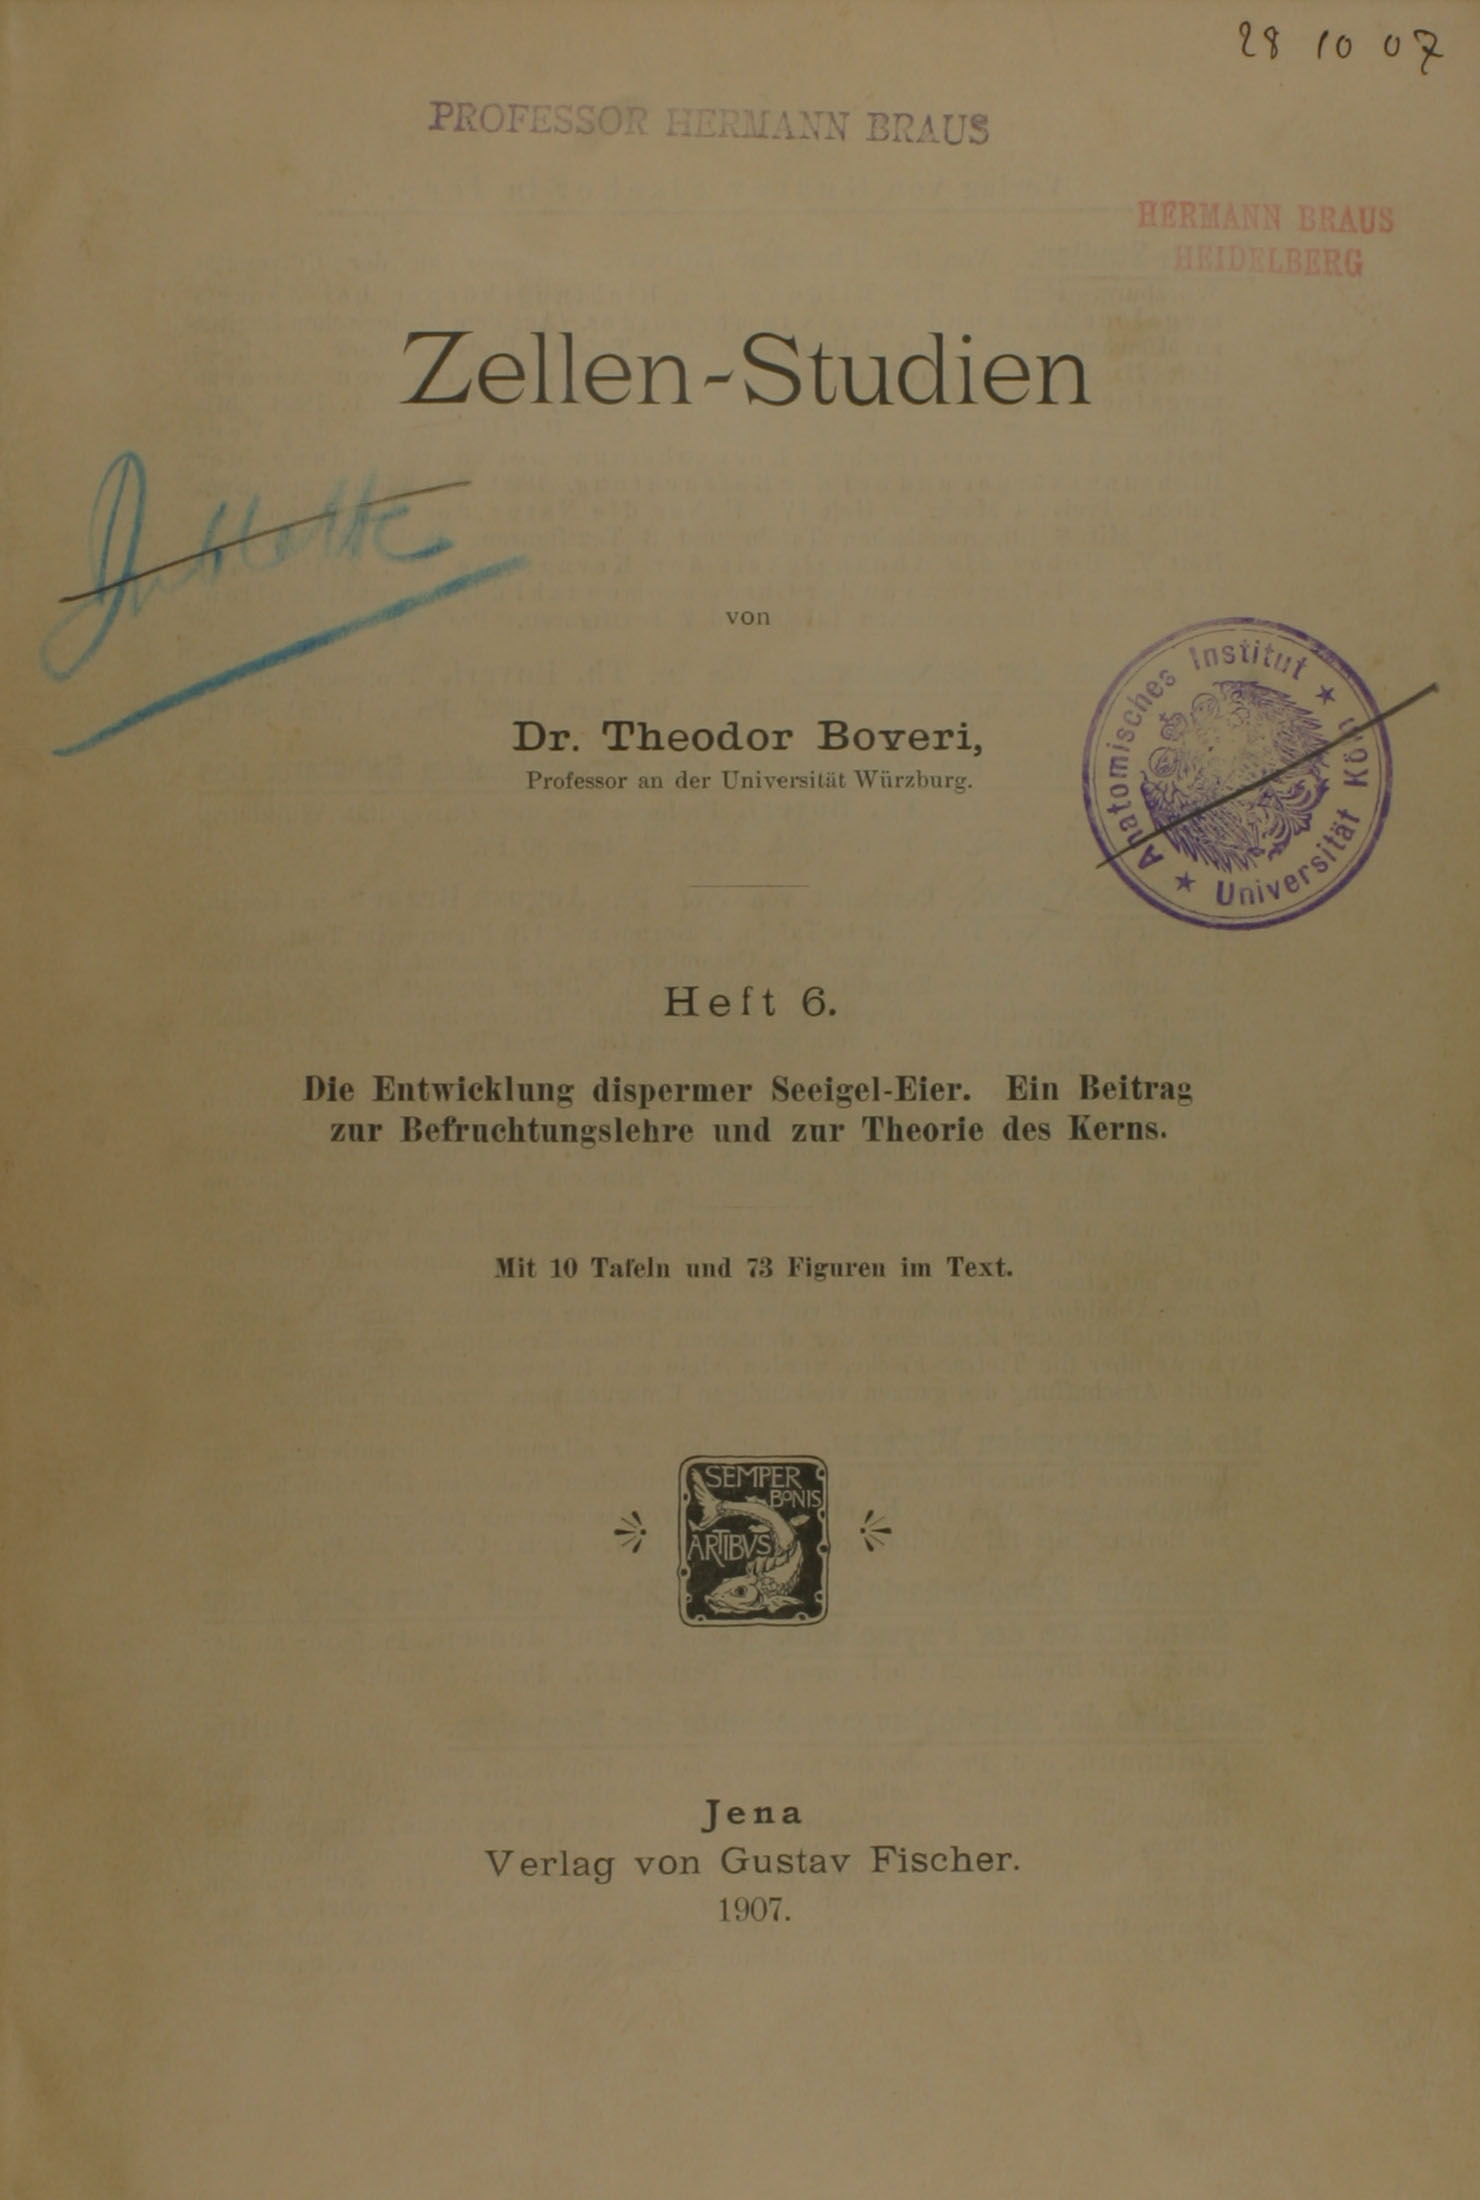 28 10 07
PROFESSOR HERMANN BRAUS
HERMANN BRAUS
HEIDELBERG
Zellen-Studien
von
Dr. Theodor Boveri,
Professor an der Universität Würzburg.
Anatomisches Institut ★
Universität Köln ★
Heft 6.
Die Entwicklung dispermer Seeigel-Eier. Ein Beitrag
zur Befruchtungslehre und zur Theorie des Kerns.
Mit 10 Tafeln und 73 Figuren im Text.
SEMPER
BONIS
ARTIBVS
Jena
Verlag von Gustav Fischer.
1907.